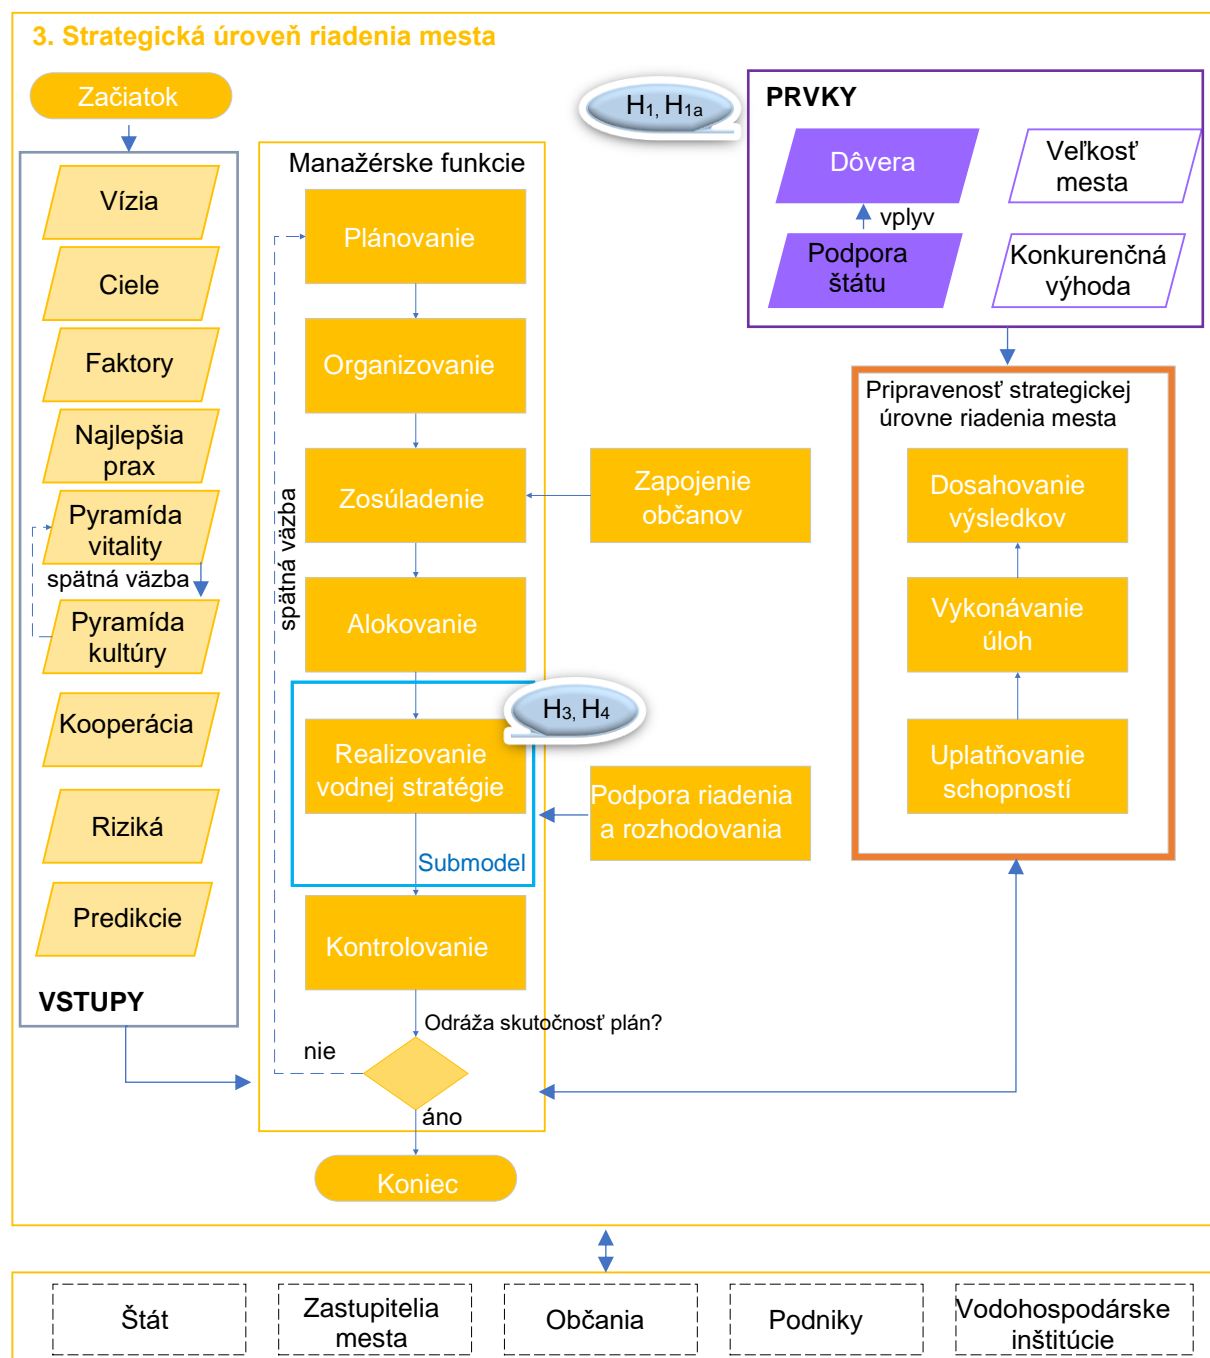 3. Strategická úroveň riadenia mesta
Začiatok
Vízia
Ciele
Faktory
Najlepšia
prax
Pyramída
vitality
spätná väzba
Pyramída
kultúry
Kooperácia
Riziká
Predikcie
VSTUPY
Manažérske funkcie
Plánovanie
Organizovanie
Zosúladenie
Alokovanie
Realizovanie
vodnej stratégie
Submodel
Kontrolovanie
Odráža skutočnosť plán?
nie
áno
Koniec
spätná väzba
H1, H1a
H3, H4
Zapojenie
občanov
Podpora riadenia
a rozhodovania
PRVKY
Dôvera
vplyv
Podpora
štátu
Veľkosť
mesta
Konkurenčná
výhoda
Pripravenosť strategickej
úrovne riadenia mesta
Dosahovanie
výsledkov
Vykonávanie
úloh
Uplatňovanie
schopností
Štát
Zastupitelia
mesta
Občania
Podniky
Vodohospodárske
inštitúcie